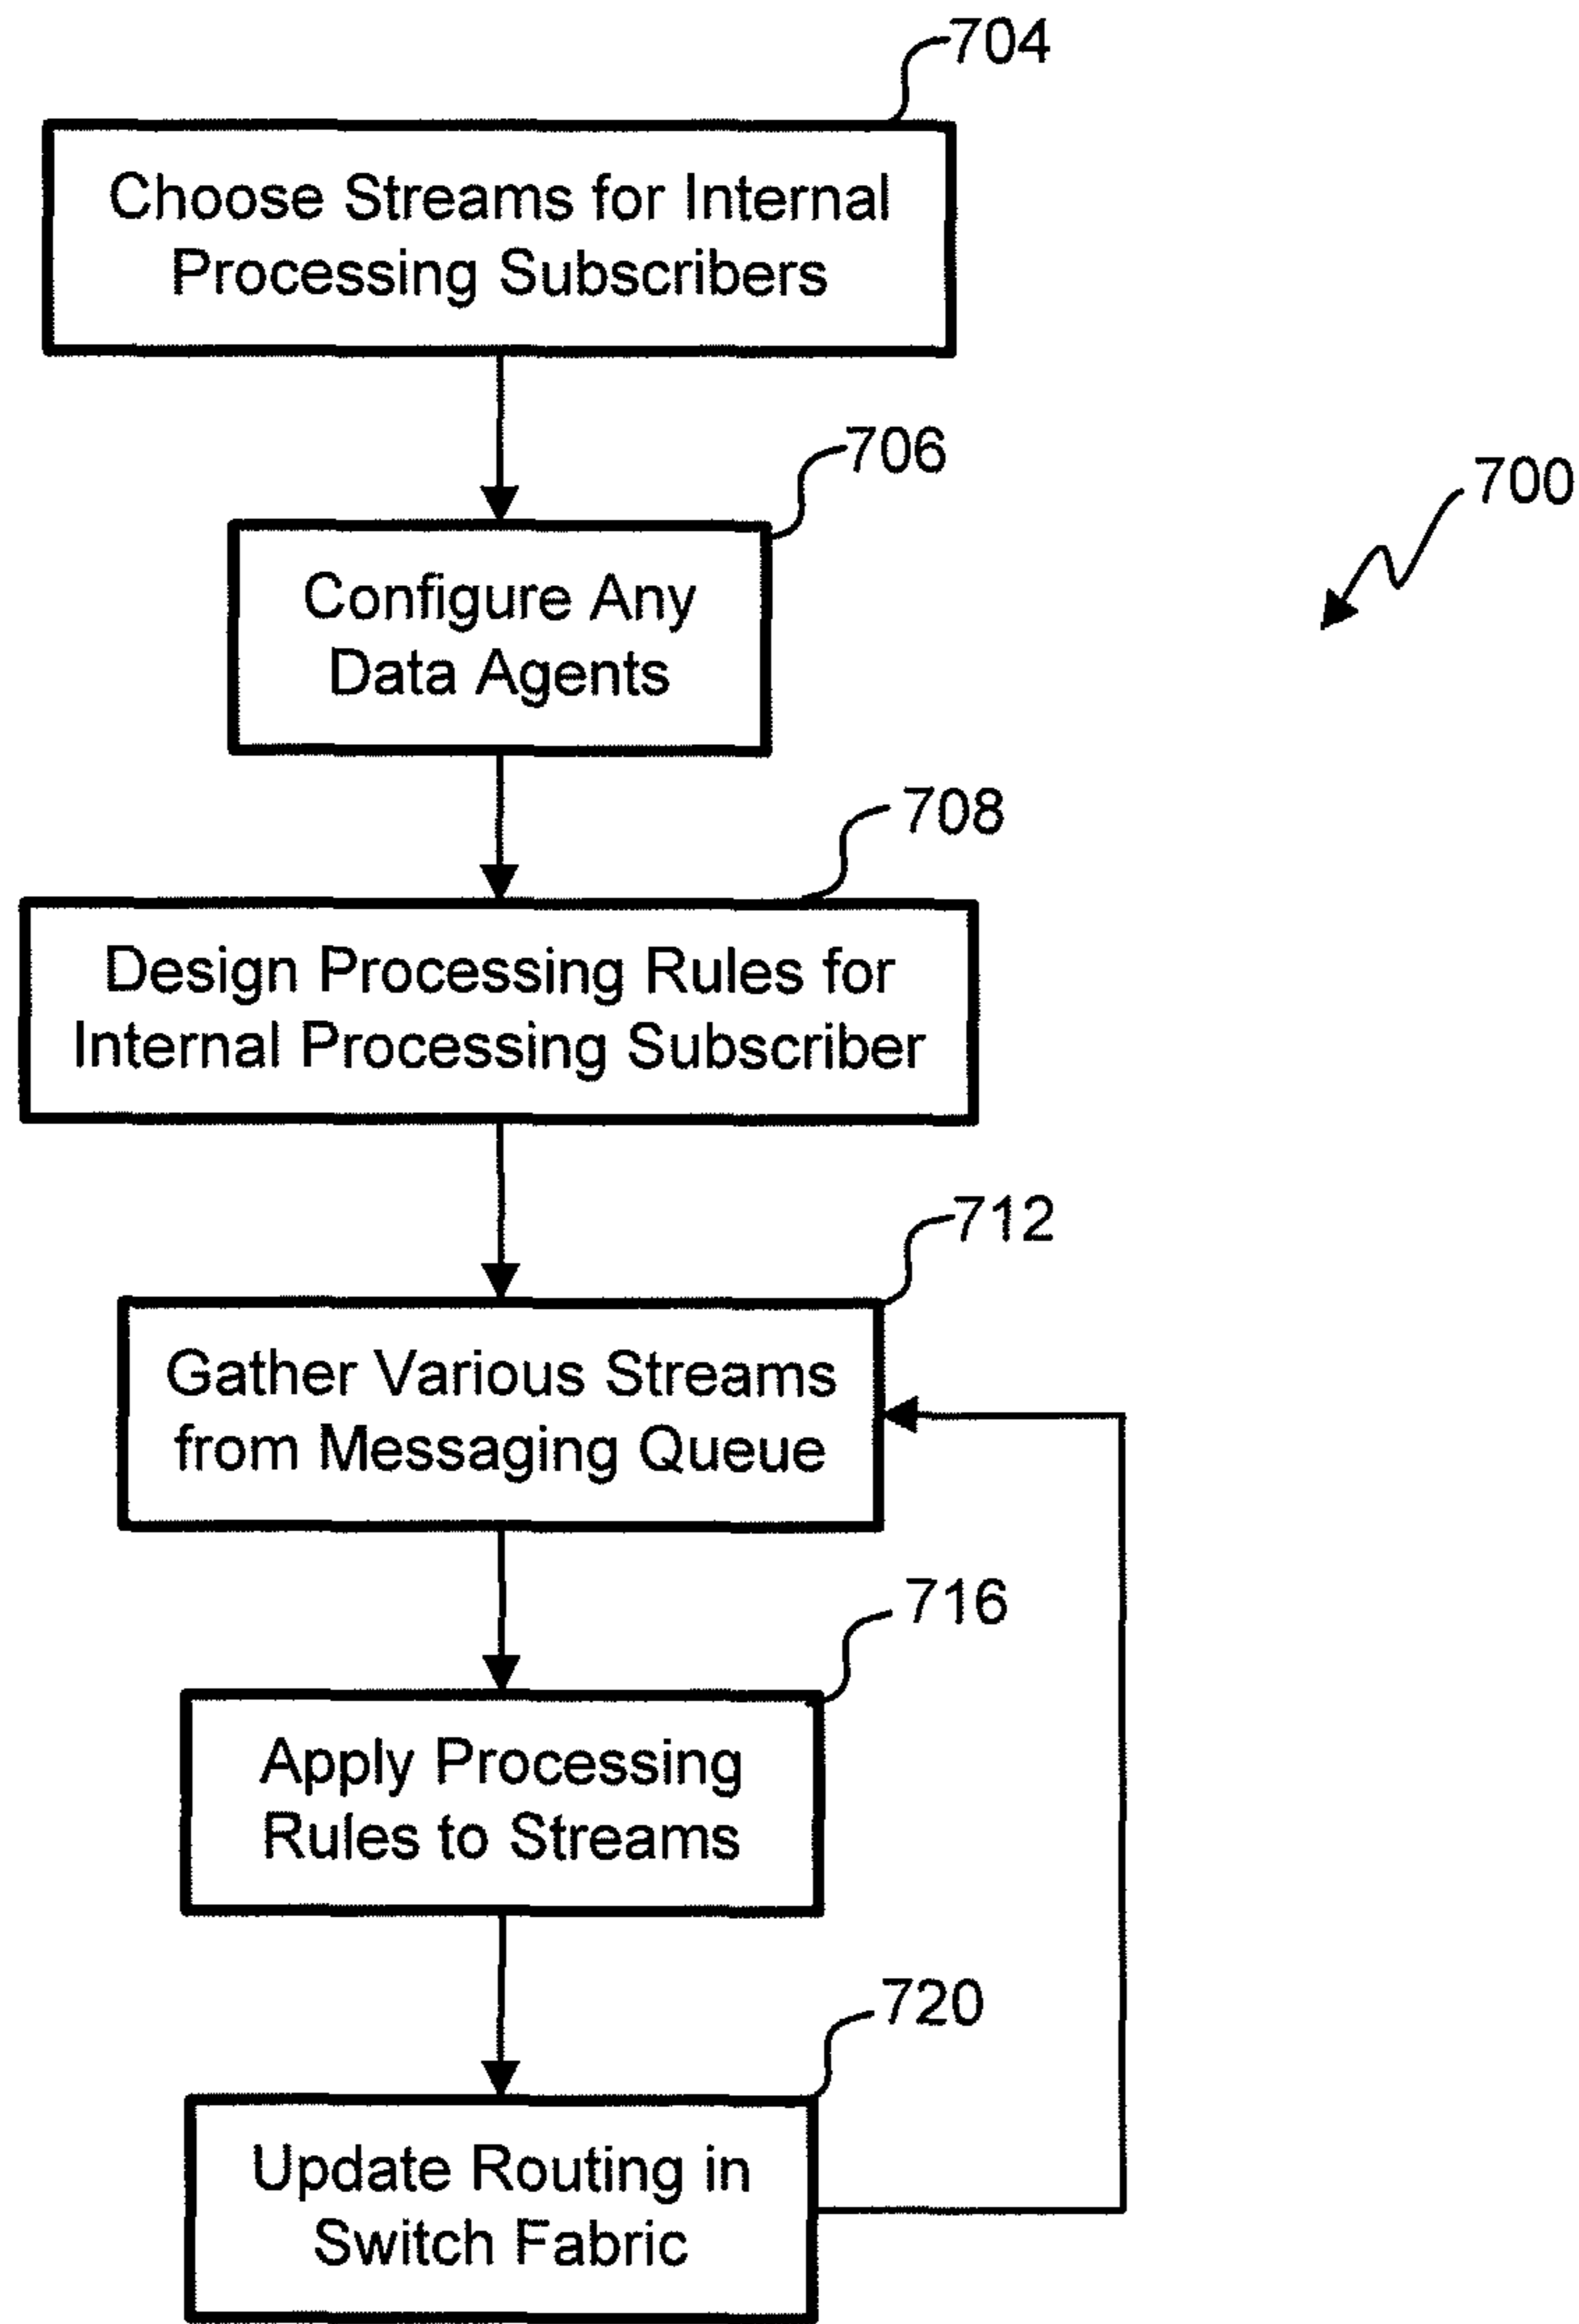 704
Choose Streams for Internal
Processing Subscribers
706
Configure Any
Data Agents
700
708
Design Processing Rules for
Internal Processing Subscriber
712
Gather Various Streams
from Messaging Queue
716
Apply Processing
Rules to Streams
720
Update Routing in
Switch Fabric